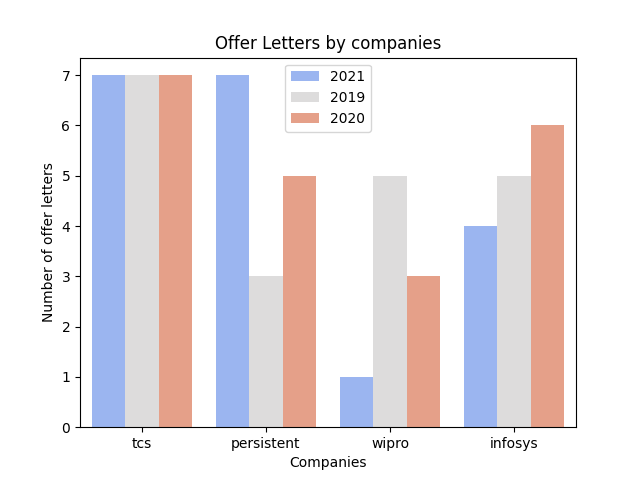 Offer Letters by companies
2021
2019
2020
Number of offer letters
7
6
5
4
3
2
1
0
tcs persistent wipro infosys
Companies